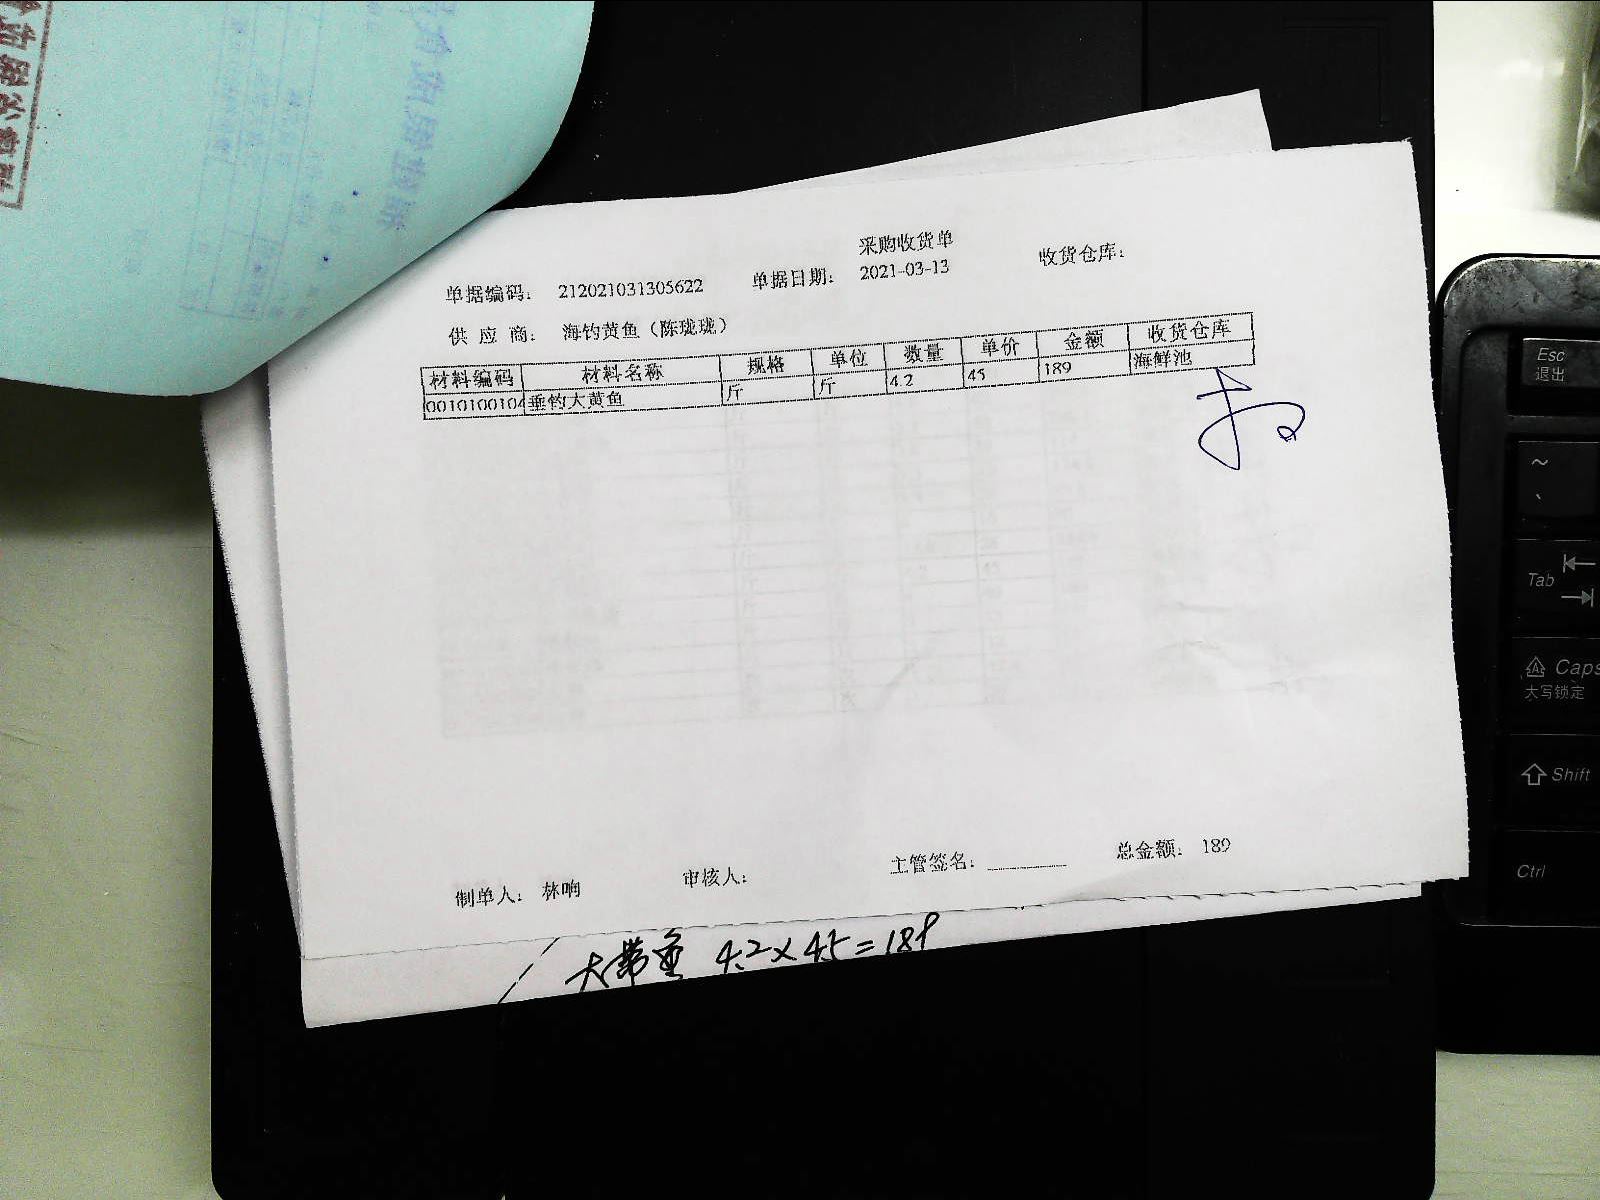 采购收货单
单据编码： 212021031305622 单据日期： 2021-03-13 收货仓库：
供 应 商： 海钓黄鱼（陈珑珑）
材料编码 材料名称 规格 单位 数量 单价 金额 收货仓库
0010100104 垂钓大黄鱼 斤 斤 4.2 45 189 海鲜池
制单人： 林响 审核人： 主管签名： 总金额： 189
4.2×45=189
Esc
退出
~
Tab
Caps
大写锁定
Shift
Ctrl